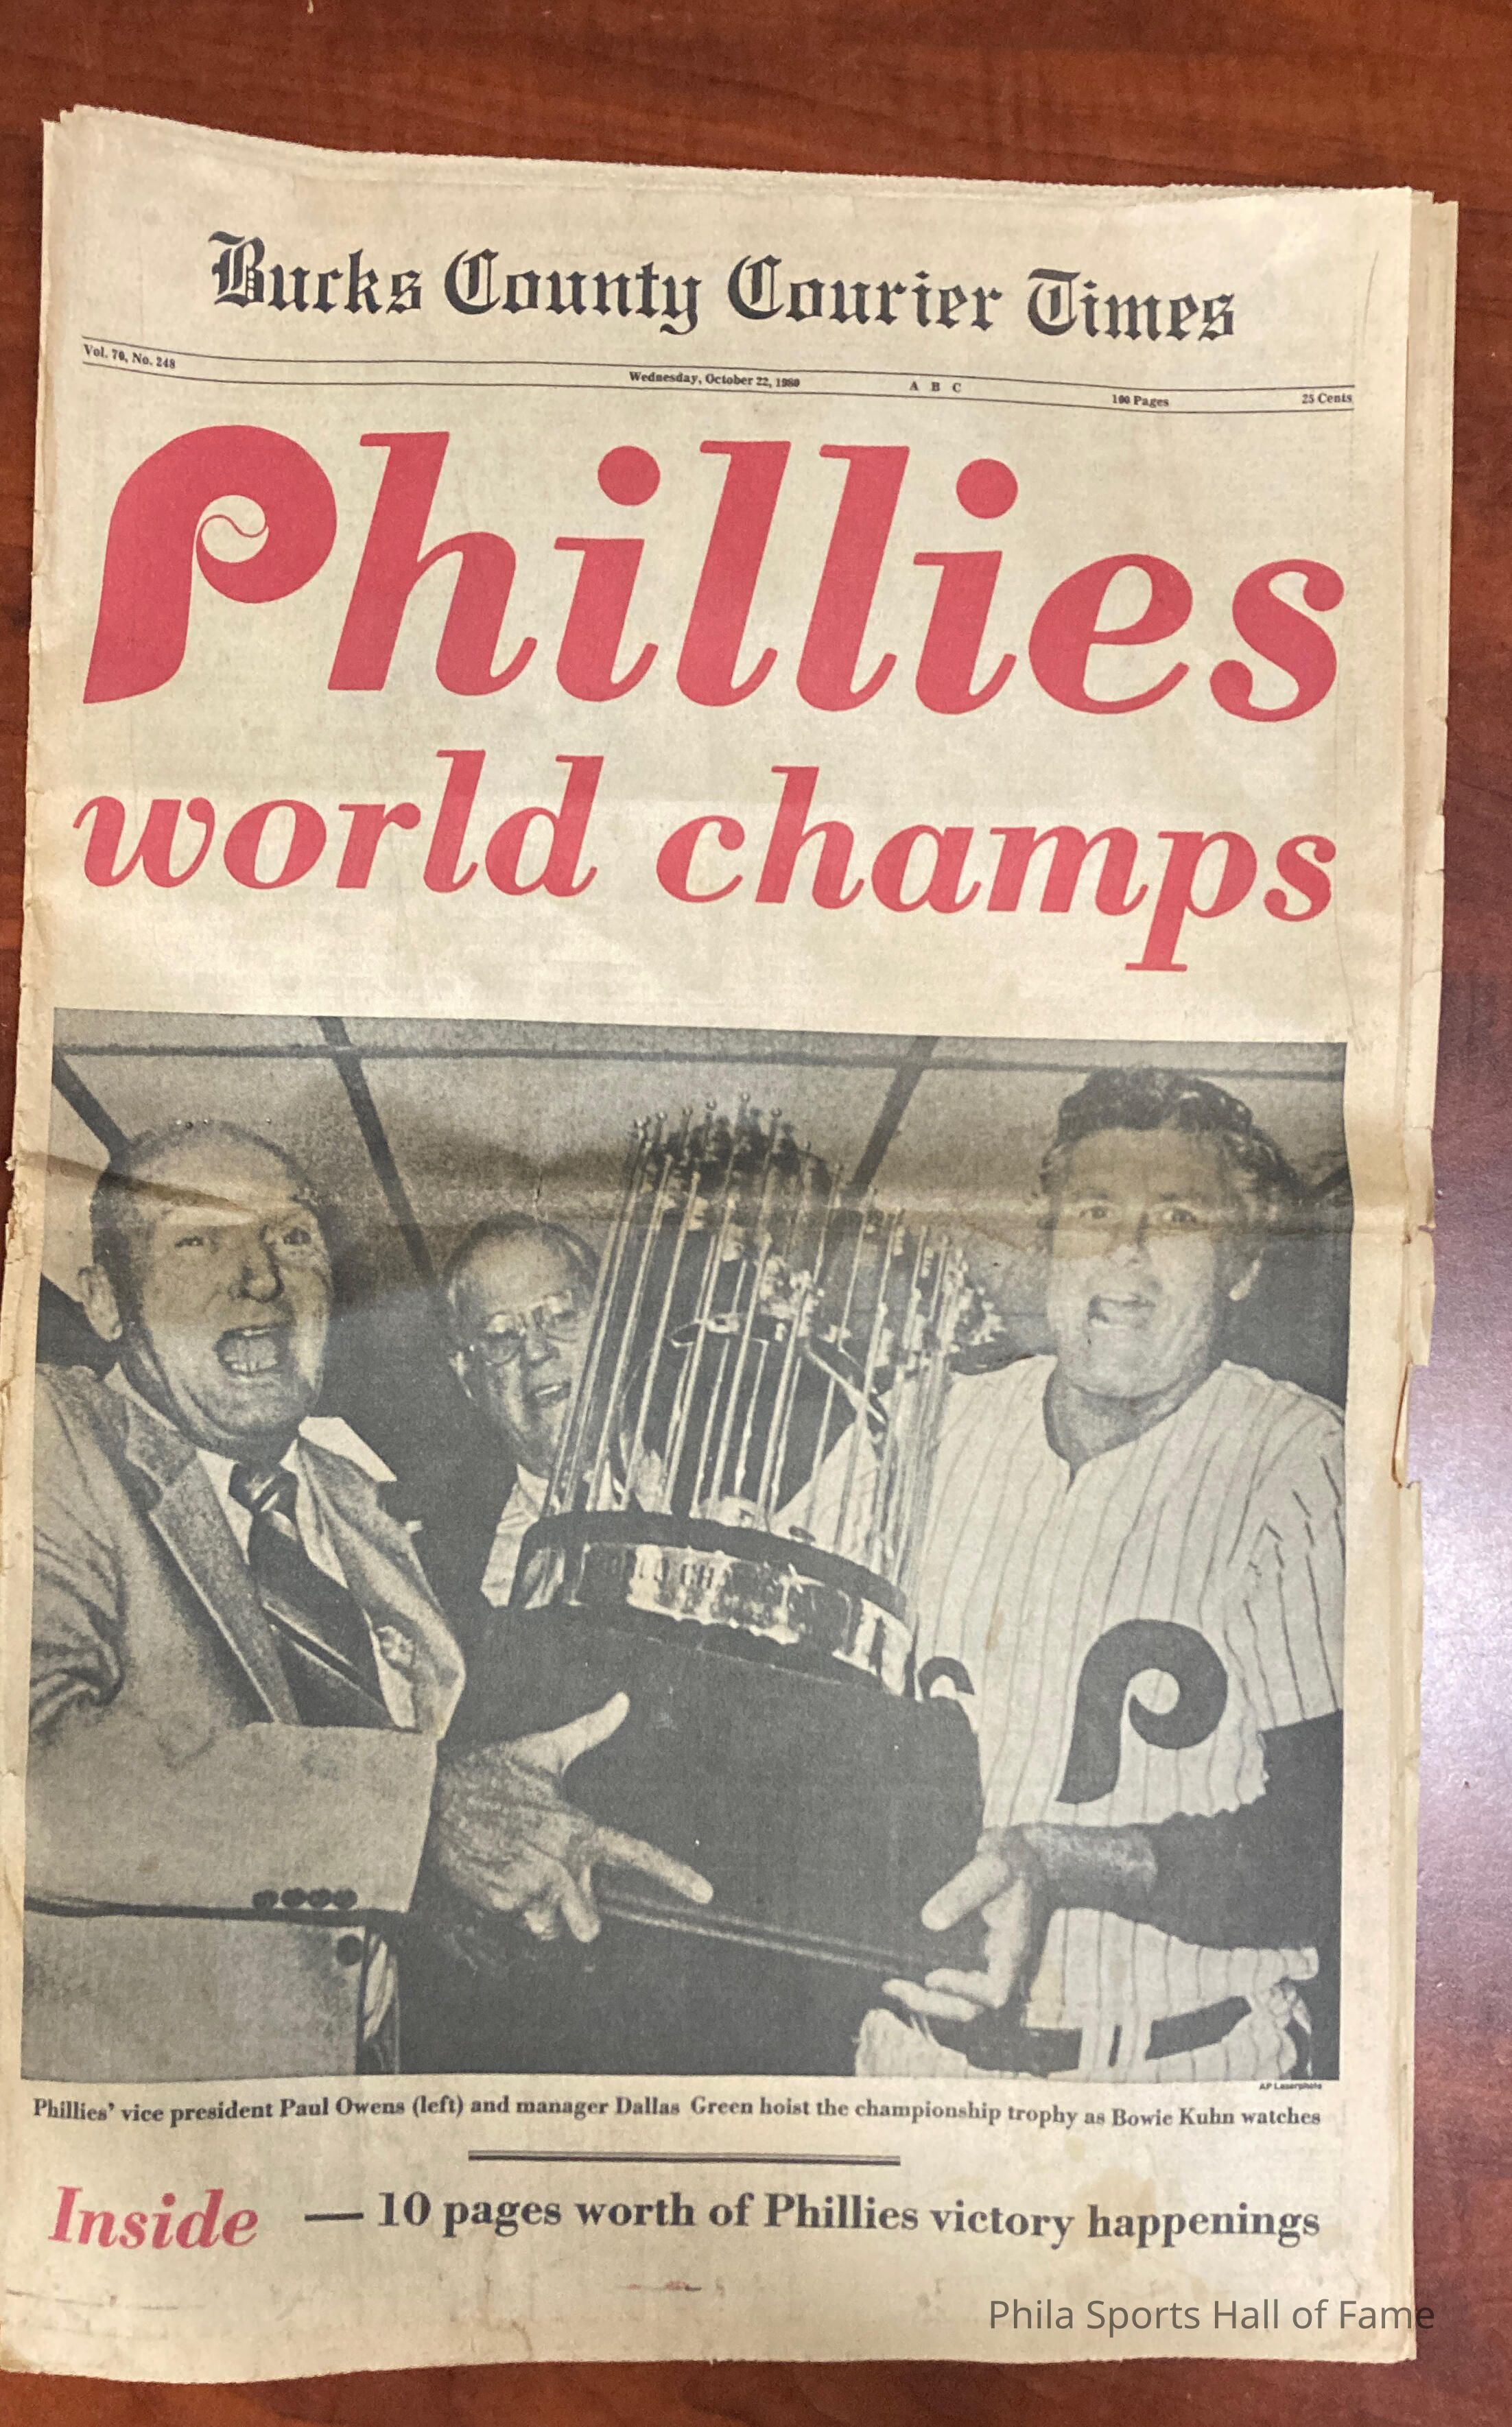 Bucks County Courier Times
Vol. 70, No. 248 Wednesday, October 22, 1980 A B C 100 Pages 25 Cents
Phillies
world champs
P
AP Laserphoto
Phillies' vice president Paul Owens (left) and manager Dallas Green hoist the championship trophy as Bowie Kuhn watches
Inside — 10 pages worth of Phillies victory happenings
Phila Sports Hall of Fame